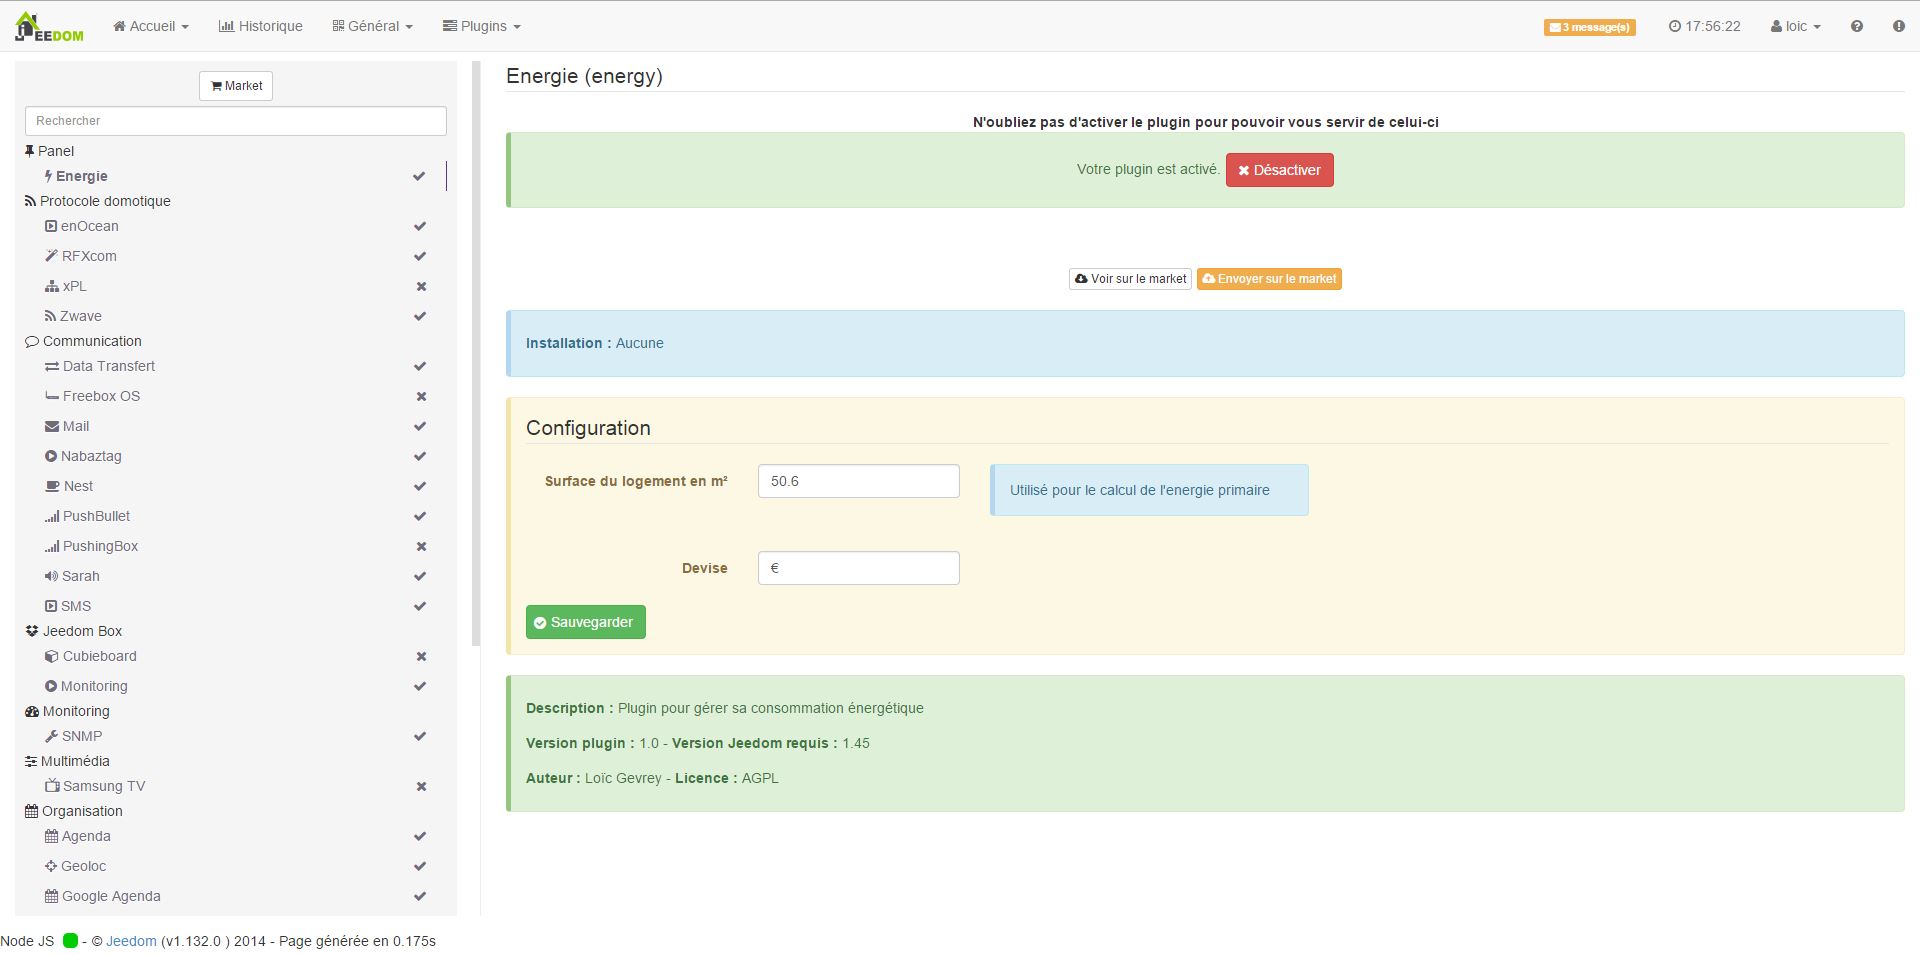 JEEDOM Accueil Historique Général Plugins 3 message(s) 17:56:22 loic
Market
Rechercher
Panel
Energie
Protocole domotique
enOcean
RFXcom
xPL
Zwave
Communication
Data Transfert
Freebox OS
Mail
Nabaztag
Nest
PushBullet
PushingBox
Sarah
SMS
Jeedom Box
Cubieboard
Monitoring
Monitoring
SNMP
Multimédia
Samsung TV
Organisation
Agenda
Geoloc
Google Agenda
Energie (energy)
N'oubliez pas d'activer le plugin pour pouvoir vous servir de celui-ci
Votre plugin est activé. Désactiver
Voir sur le market Envoyer sur le market
Installation : Aucune
Configuration
Surface du logement en m² 50.6 Utilisé pour le calcul de l'energie primaire
Devise €
Sauvegarder
Description : Plugin pour gérer sa consommation énergétique
Version plugin : 1.0 - Version Jeedom requis : 1.45
Auteur : Loïc Gevrey - Licence : AGPL
Node JS - © Jeedom (v1.132.0 ) 2014 - Page générée en 0.175s